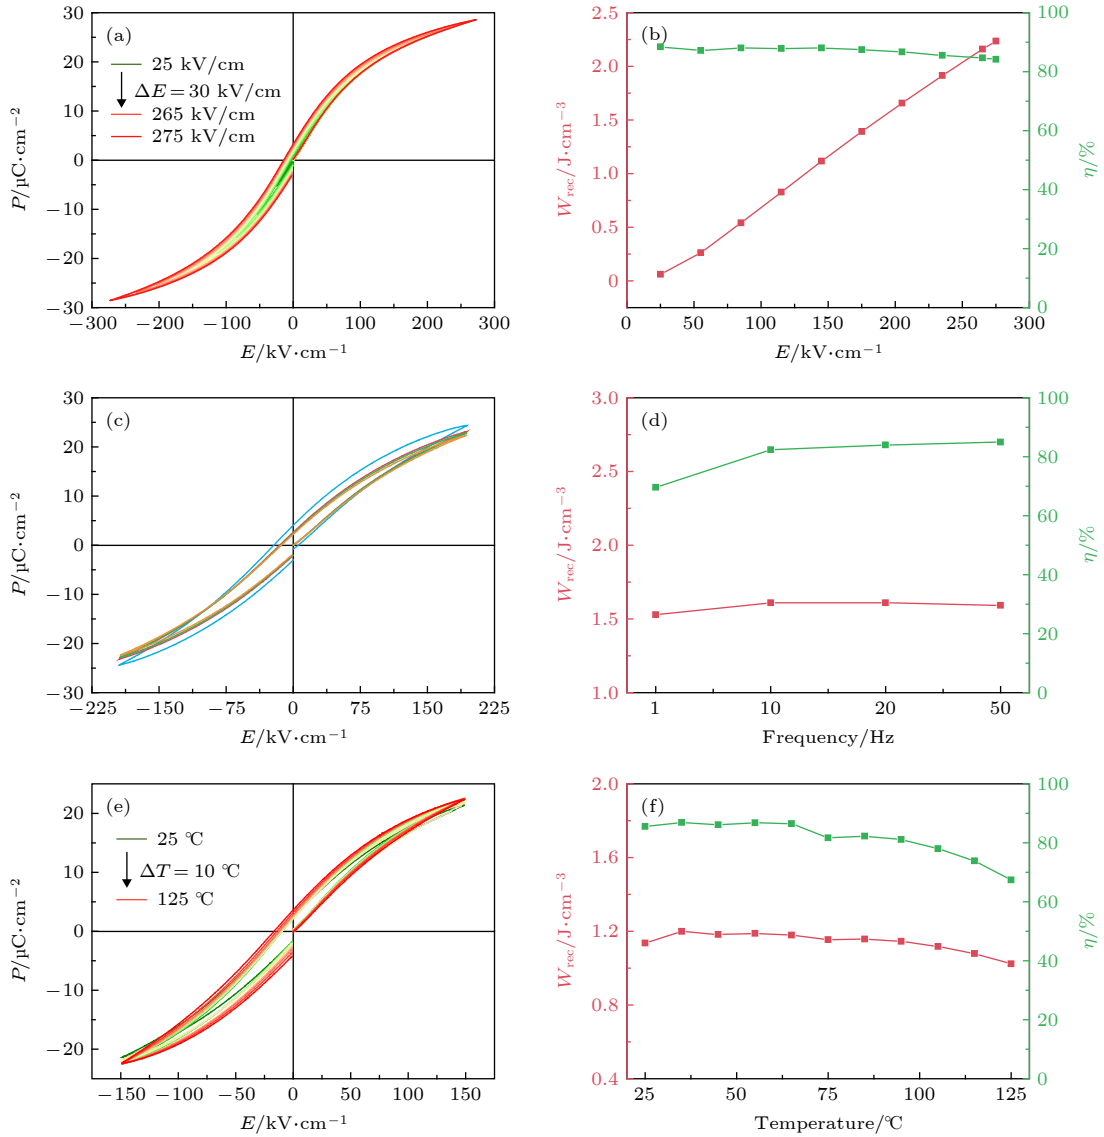 (a)
25 kV/cm
ΔE = 30 kV/cm
265 kV/cm
275 kV/cm
P/μC·cm⁻²
30
20
10
0
−10
−20
−30
−300 −200 −100 0 100 200 300
E/kV·cm⁻¹
(b)
W_rec/J·cm⁻³
2.5
2.0
1.5
1.0
0.5
0
η/%
100
80
60
40
20
0
0 50 100 150 200 250 300
E/kV·cm⁻¹
(c)
P/μC·cm⁻²
30
20
10
0
−10
−20
−30
−225 −150 −75 0 75 150 225
E/kV·cm⁻¹
(d)
W_rec/J·cm⁻³
3.0
2.5
2.0
1.5
1.0
η/%
100
80
60
40
20
0
1 10 20 50
Frequency/Hz
(e)
25 ℃
ΔT = 10 ℃
125 ℃
P/μC·cm⁻²
20
10
0
−10
−20
−150 −100 −50 0 50 100 150
E/kV·cm⁻¹
(f)
W_rec/J·cm⁻³
2.0
1.6
1.2
0.8
0.4
η/%
100
80
60
40
20
0
25 50 75 100 125
Temperature/℃